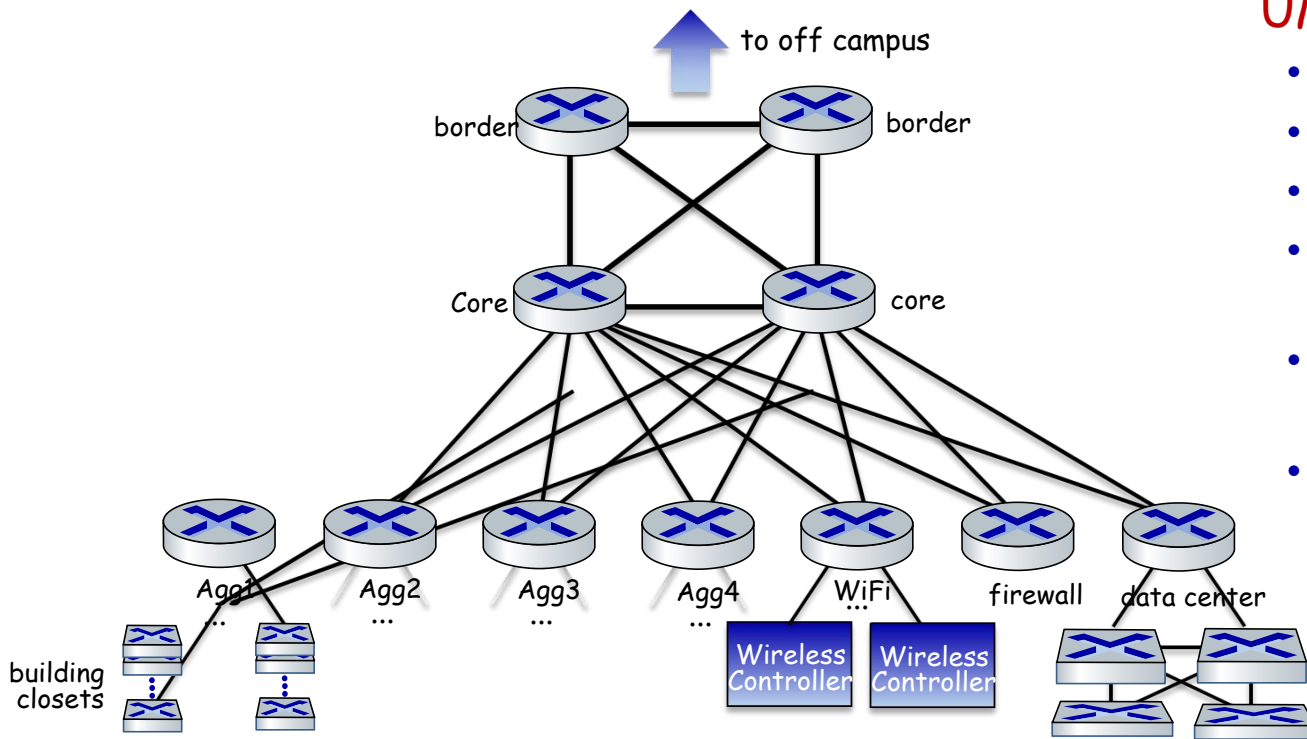 to off campus
border
border
Core
core
Agg1
Agg2
Agg3
Agg4
WiFi
firewall
data center
...
...
...
...
...
building
closets
Wireless
Controller
Wireless
Controller